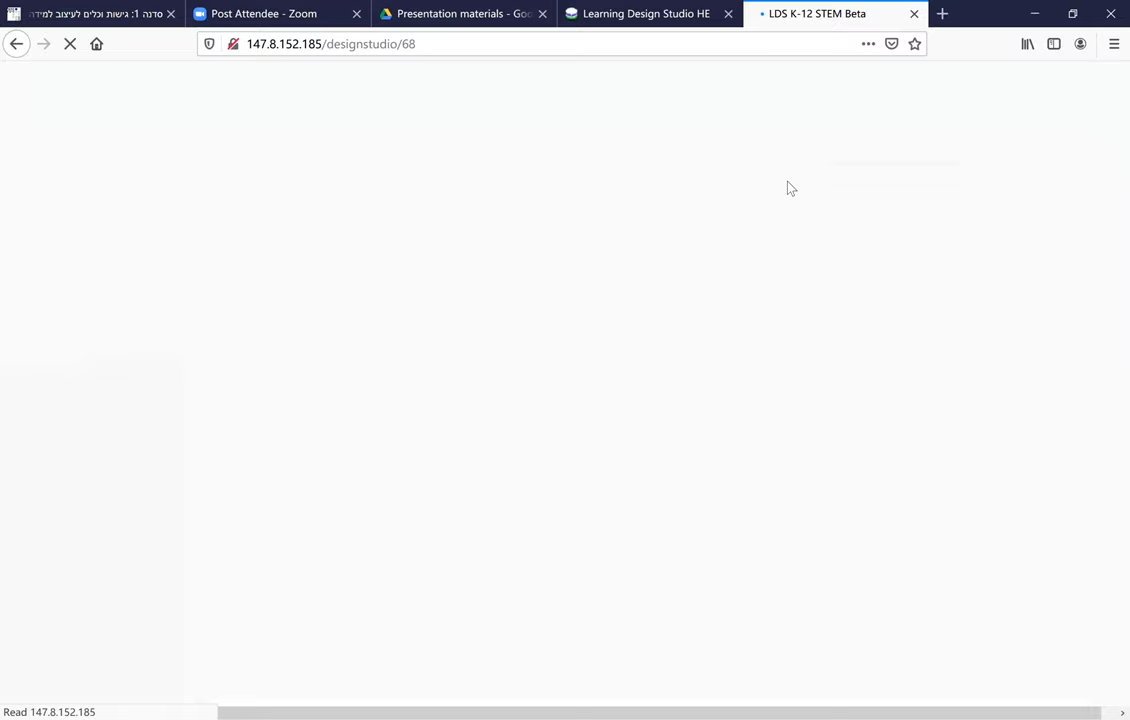 סדנה 1: גישות וכלים לעיצוב למידה
Post Attendee - Zoom
Presentation materials - Goo
Learning Design Studio HE
LDS K-12 STEM Beta
147.8.152.185/designstudio/68
Read 147.8.152.185